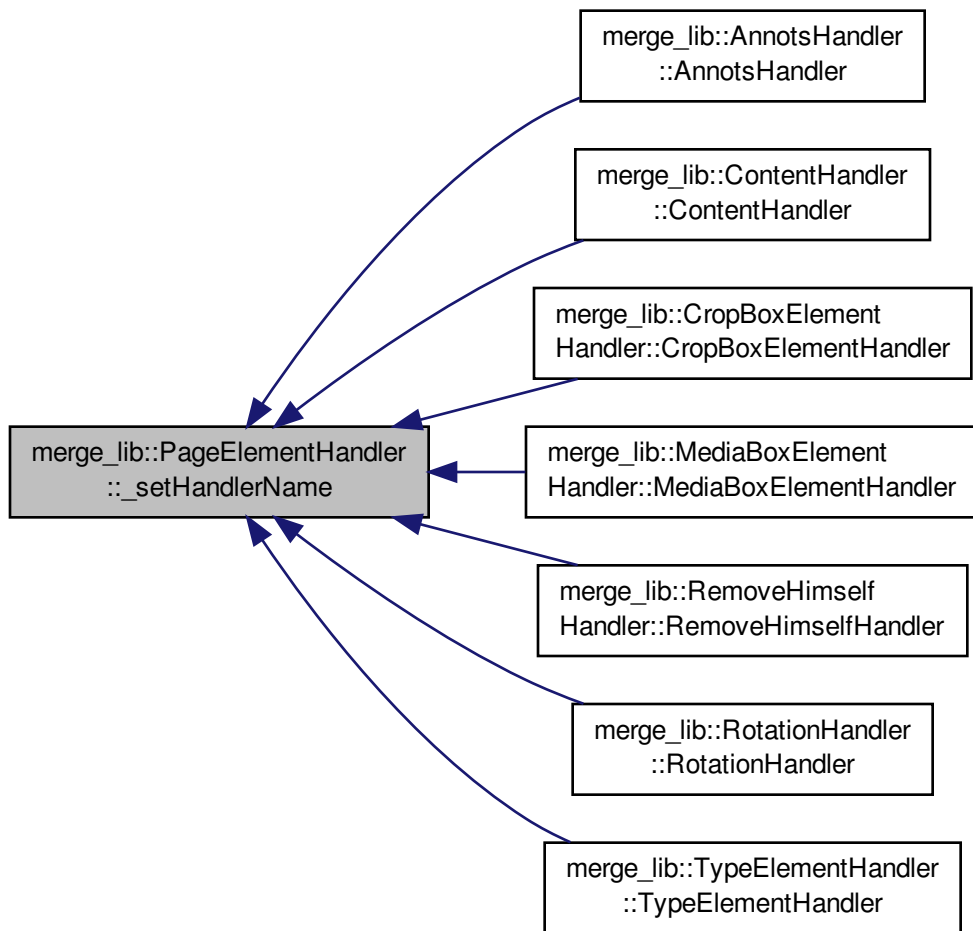 merge_lib::AnnotsHandler
::AnnotsHandler
merge_lib::ContentHandler
::ContentHandler
merge_lib::CropBoxElement
Handler::CropBoxElementHandler
merge_lib::PageElementHandler
::_setHandlerName
merge_lib::MediaBoxElement
Handler::MediaBoxElementHandler
merge_lib::RemoveHimself
Handler::RemoveHimselfHandler
merge_lib::RotationHandler
::RotationHandler
merge_lib::TypeElementHandler
::TypeElementHandler